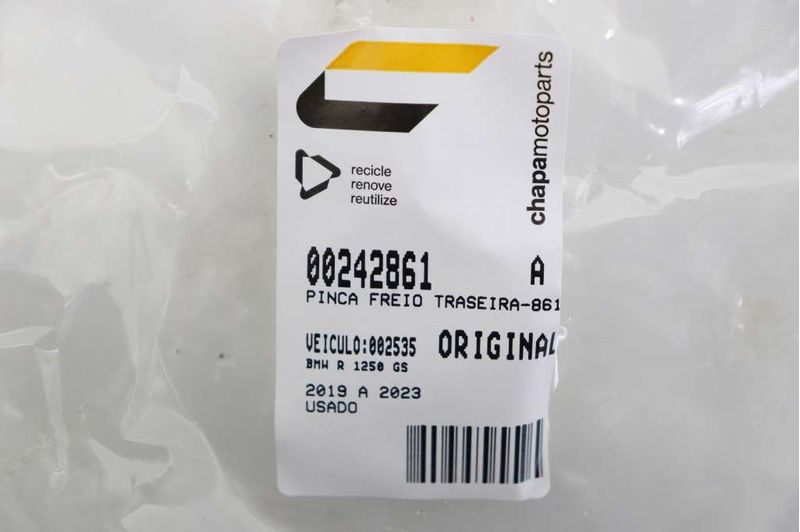 chapamotoparts
recicle
renove
reutilize
00242861 A
PINCA FREIO TRASEIRA-861
VEICULO:002535 ORIGINAL
BMW R 1250 GS
2019 A 2023
USADO